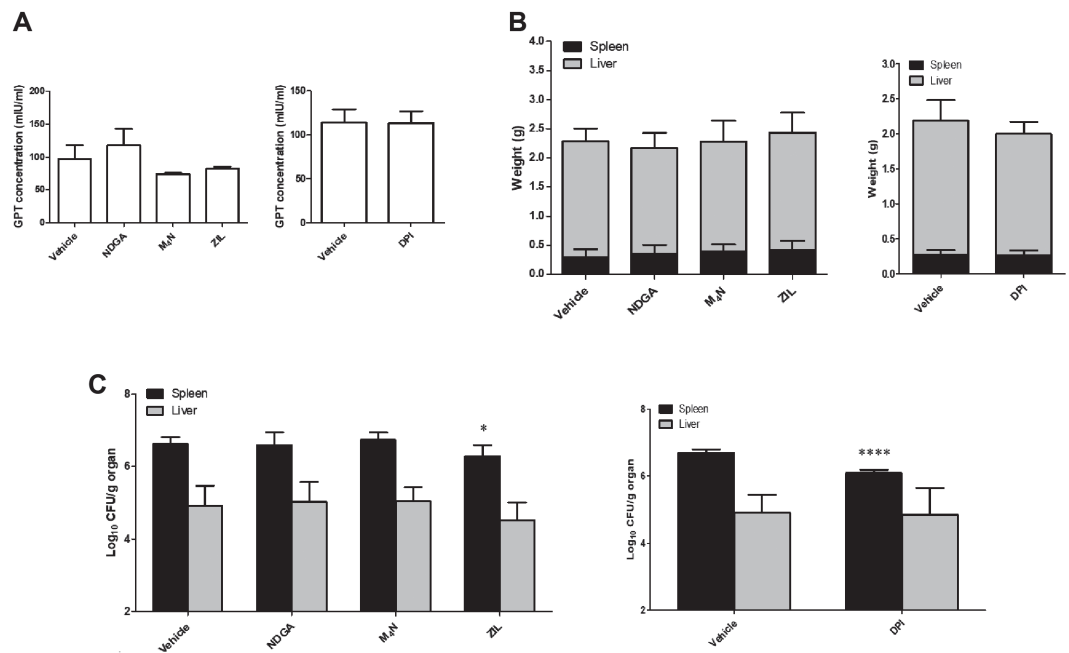 A
GPT concentration (mIU/ml)
200
150
100
50
0
Vehicle
NDGA
M₄N
ZIL
GPT concentration (mIU/ml)
150
100
50
0
Vehicle
DPI
B
Spleen
Liver
Weight (g)
4.0
3.5
3.0
2.5
2.0
1.5
1.0
0.5
0.0
Vehicle
NDGA
M₄N
ZIL
Spleen
Liver
Weight (g)
3.0
2.5
2.0
1.5
1.0
0.5
0.0
Vehicle
DPI
C
Spleen
Liver
Log₁₀ CFU/g organ
8
6
4
2
*
Vehicle
NDGA
M₄N
ZIL
Spleen
Liver
Log₁₀ CFU/g organ
8
6
4
2
****
Vehicle
DPI